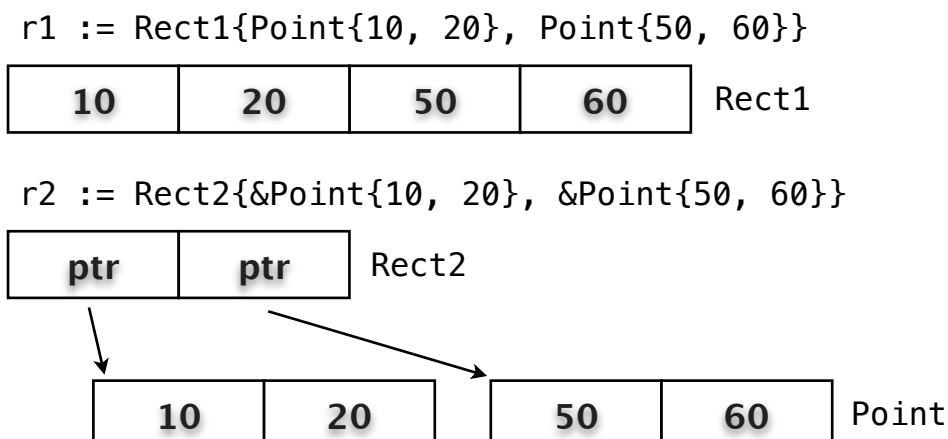 r1 := Rect1{Point{10, 20}, Point{50, 60}}
10 20 50 60 Rect1
r2 := Rect2{&Point{10, 20}, &Point{50, 60}}
ptr ptr Rect2
10 20 50 60 Point